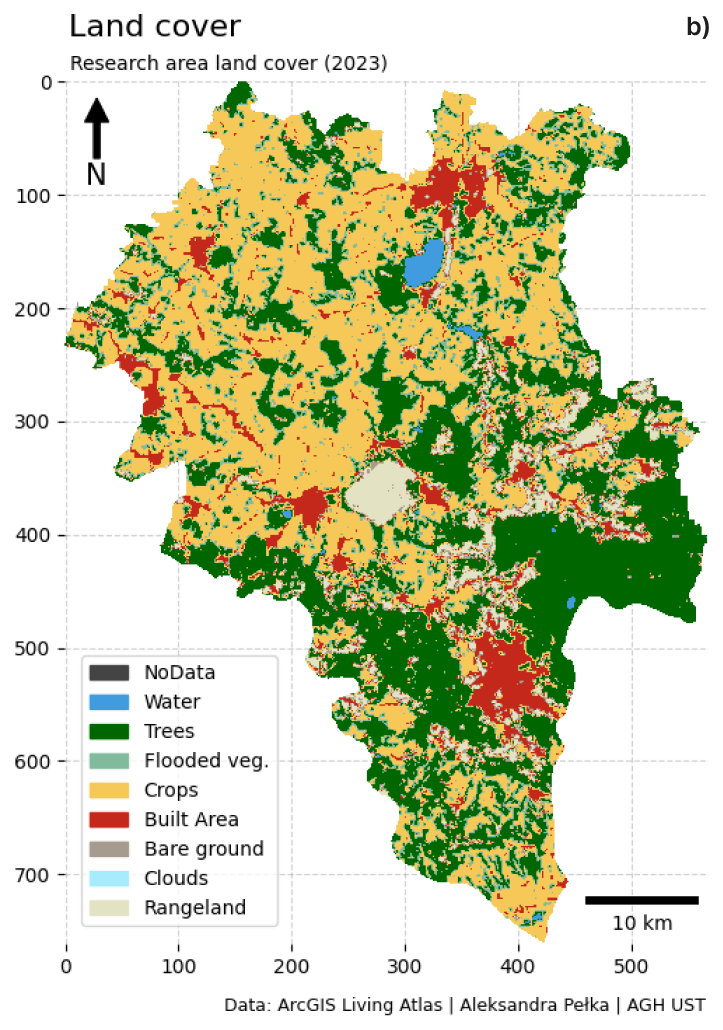 Land cover
b)
Research area land cover (2023)
0
N
100
200
300
400
500
600
700
NoData
Water
Trees
Flooded veg.
Crops
Built Area
Bare ground
Clouds
Rangeland
10 km
0 100 200 300 400 500
Data: ArcGIS Living Atlas | Aleksandra Pełka | AGH UST